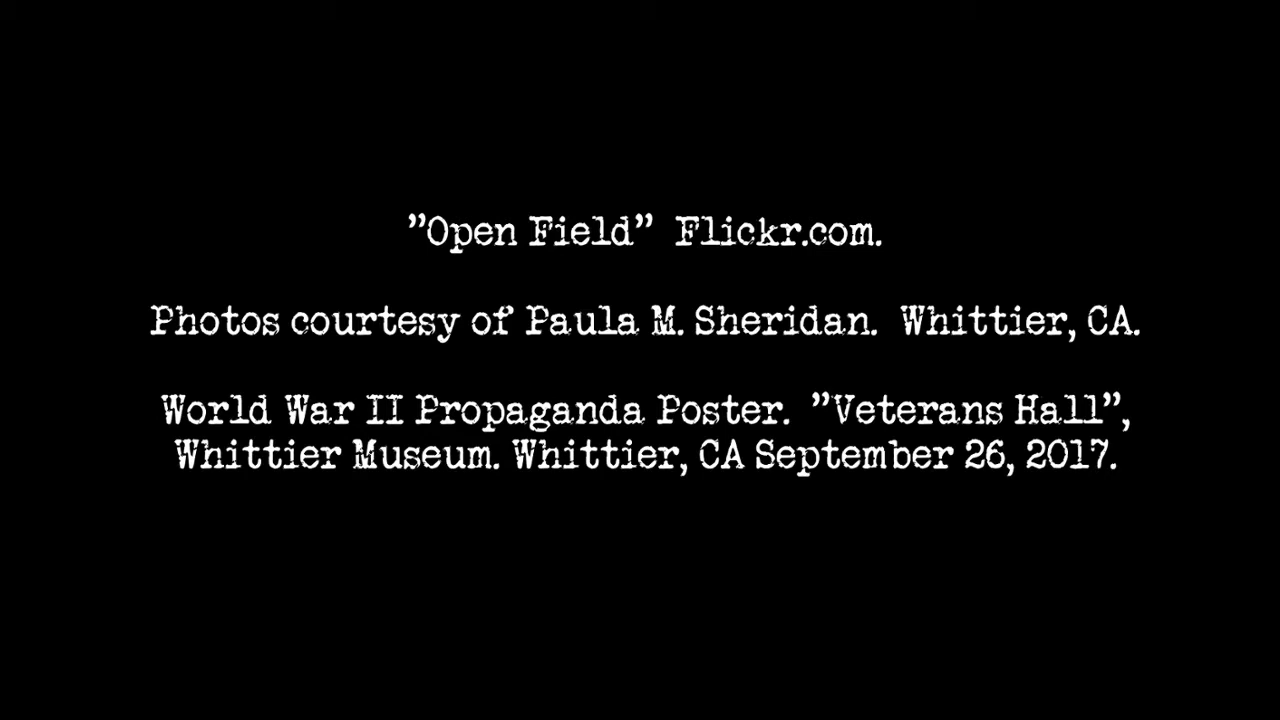 ”Open Field”  Flickr.com.
Photos courtesy of Paula M. Sheridan.  Whittier, CA.
World War II Propaganda Poster.  ”Veterans Hall”,
Whittier Museum. Whittier, CA September 26, 2017.